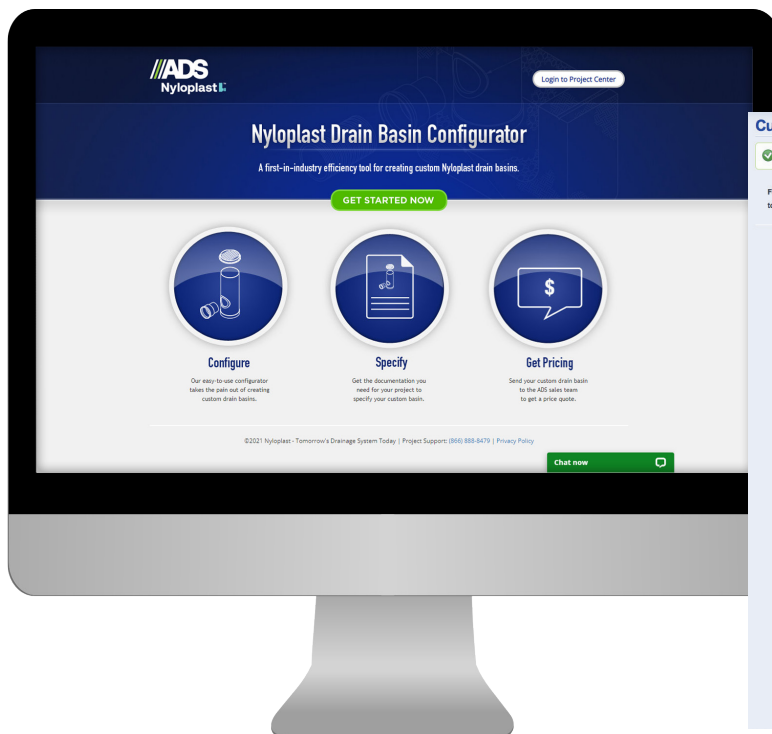 ADS
Nyloplast
Login to Project Center
Nyloplast Drain Basin Configurator
A first-in-industry efficiency tool for creating custom Nyloplast drain basins.
GET STARTED NOW
$
Configure
Our easy-to-use configurator
takes the pain out of creating
custom drain basins.
Specify
Get the documentation you
need for your project to
specify your custom basin.
Get Pricing
Send your custom drain basin
to the ADS sales team
to get a price quote.
©2021 Nyloplast - Tomorrow's Drainage System Today | Project Support: (866) 888-8479 | Privacy Policy
Chat now
Cu
F
to